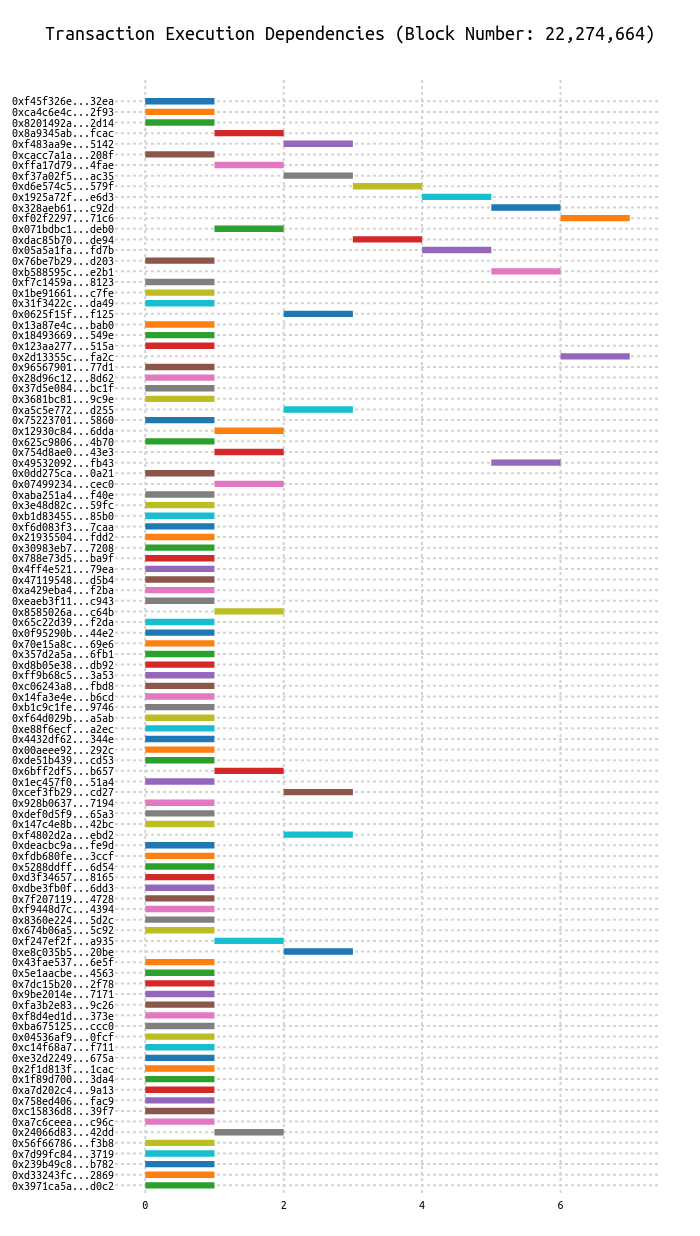 Transaction Execution Dependencies (Block Number: 22,274,664)
0xf45f326e...32ea
0xca4c6e4c...2f93
0x8201492a...2d14
0x8a9345ab...fcac
0xf483aa9e...5142
0xcacc7a1a...208f
0xffa17d79...4fae
0xf37a02f5...ac35
0xd6e574c5...579f
0x1925a72f...e6d3
0x328aeb61...c92d
0xf02f2297...71c6
0x071bdbc1...deb0
0xdac85b70...de94
0x05a5a1fa...fd7b
0x76be7b29...d203
0xb588595c...e2b1
0xf7c1459a...8123
0x1be91661...c7fe
0x31f3422c...da49
0x0625f15f...f125
0x13a87e4c...bab0
0x18493669...549e
0x123aa277...515a
0x2d13355c...fa2c
0x96567901...77d1
0x28d96c12...8d62
0x37d5e084...bc1f
0x3681bc81...9c9e
0xa5c5e772...d255
0x75223701...5860
0x12930c84...6dda
0x625c9806...4b70
0x754d8ae0...43e3
0x49532092...fb43
0x0dd275ca...0a21
0x07499234...cec0
0xaba251a4...f40e
0x3e48d82c...59fc
0xb1d83455...85b0
0xf6d083f3...7caa
0x21935504...fdd2
0x30983eb7...7208
0x788e73d5...ba9f
0x4ff4e521...79ea
0x47119548...d5b4
0xa429eba4...f2ba
0xeaeb3f11...c943
0x8585026a...c64b
0x65c22d39...f2da
0x0f95290b...44e2
0x70e15a8c...69e6
0x357d2a5a...6fb1
0xd8b05e38...db92
0xff9b68c5...3a53
0xc06243a8...fbd8
0x14fa3e4e...b6cd
0xb1c9c1fe...9746
0xf64d029b...a5ab
0xe88f6ecf...a2ec
0x4432df62...344e
0x00aeee92...292c
0xde51b439...cd53
0x6bff2df5...b657
0x1ec457f0...51a4
0xcef3fb29...cd27
0x928b0637...7194
0xdef0d5f9...65a3
0x147c4e8b...42bc
0xf4802d2a...ebd2
0xdeacbc9a...fe9d
0xfdb680fe...3ccf
0x5288ddff...6d54
0xd3f34657...8165
0xdbe3fb0f...6dd3
0x7f207119...4728
0xf9448d7c...4394
0x8360e224...5d2c
0x674b06a5...5c92
0xf247ef2f...a935
0xe8c035b5...20be
0x43fae537...6e5f
0x5e1aacbe...4563
0x7dc15b20...2f78
0x9be2014e...7171
0xfa3b2e83...9c26
0xf8d4ed1d...373e
0xba675125...ccc0
0x04536af9...0fcf
0xc14f68a7...f711
0xe32d2249...675a
0x2f1d813f...1cac
0x1f89d700...3da4
0xa7d202c4...9a13
0x758ed406...fac9
0xc15836d8...39f7
0xa7c6ceea...c96c
0x24066d83...42dd
0x56f66786...f3b8
0x7d99fc84...3719
0x239b49c8...b782
0xd33243fc...2869
0x3971ca5a...d0c2
0 2 4 6